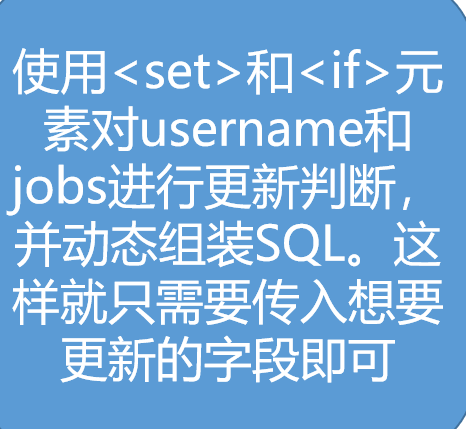 使用<set>和<if>元
素对username和
jobs进行更新判断，
并动态组装SQL。这
样就只需要传入想要
更新的字段即可